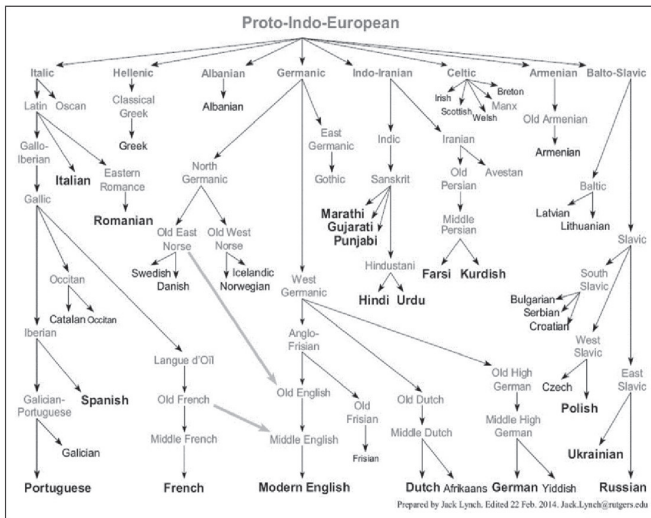 Proto-Indo-European
Italic Hellenic Albanian Germanic Indo-Iranian Celtic Armenian Balto-Slavic
Latin Oscan
Classical
Greek
Albanian
Irish
Scottish
Welsh
Manx
Breton
Old Armenian
Gallo-
Iberian
Italian
Eastern
Romance
Greek
East
Germanic
Indic
Iranian
Armenian
Gallic
Romanian
North
Germanic
Gothic
Sanskrit
Old
Persian
Avestan
Baltic
Marathi
Gujarati
Punjabi
Middle
Persian
Latvian
Lithuanian
Old East
Norse
Old West
Norse
Slavic
Occitan
Swedish
Danish
Icelandic
Norwegian
West
Germanic
Hindustani
Farsi Kurdish
South
Slavic
Catalan Occitan
Hindi Urdu
Bulgarian
Serbian
Croatian
Iberian
Anglo-
Frisian
West
Slavic
Langue d'Oïl
Old High
German
East
Slavic
Galician-
Portuguese
Spanish
Old French
Old English
Old
Frisian
Old Dutch
Czech
Polish
Galician
Middle French
Middle English
Frisian
Middle Dutch
Middle High
German
Ukrainian
Portuguese French Modern English Dutch Afrikaans German Yiddish Russian
Prepared by Jack Lynch. Edited 22 Feb. 2014. Jack.Lynch@rutgers.edu